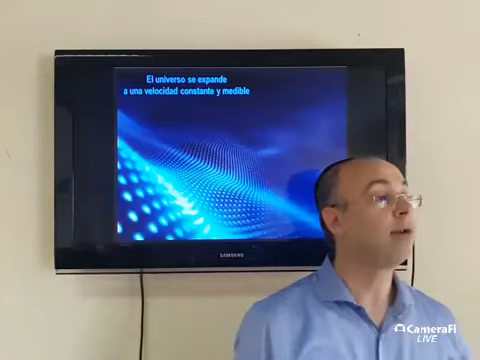 El universo se expande
a una velocidad constante y medible
SAMSUNG
CameraFi
LIVE